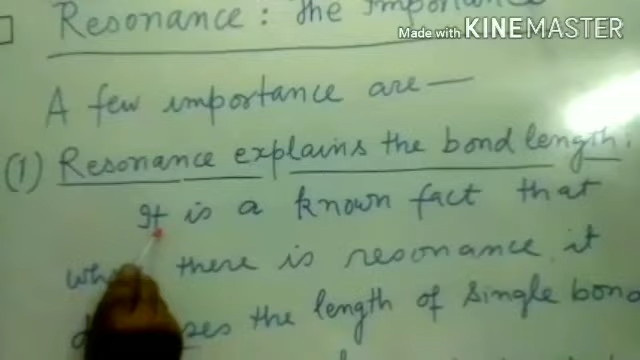 Resonance: The Importance
Made with KINEMASTER
A few importance are —
(1) Resonance explains the bond length.
It is a known fact that
there is resonance, it
the length of single bond